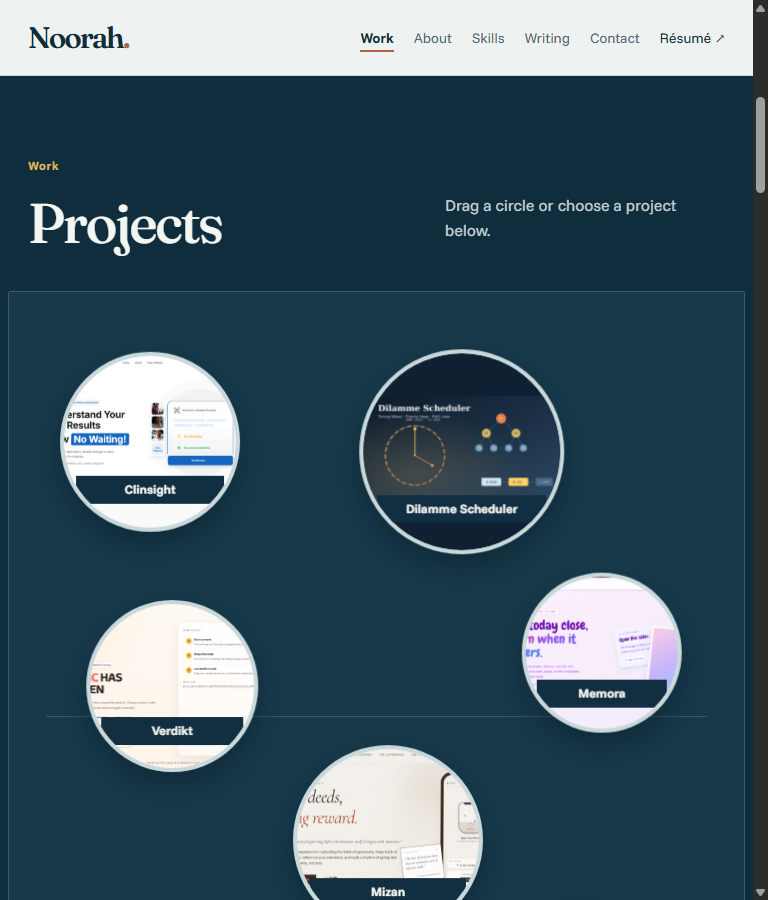 Noorah.
Work About Skills Writing Contact Résumé ↗
Work
Projects
Drag a circle or choose a project
below.
erstand Your
Results
No Waiting!
Clinsight
Dilamme Scheduler
Dilamme Scheduler
today close,
n when it
ers.
Memora
C HAS
EN
Verdikt
deeds,
ng reward.
Mizan